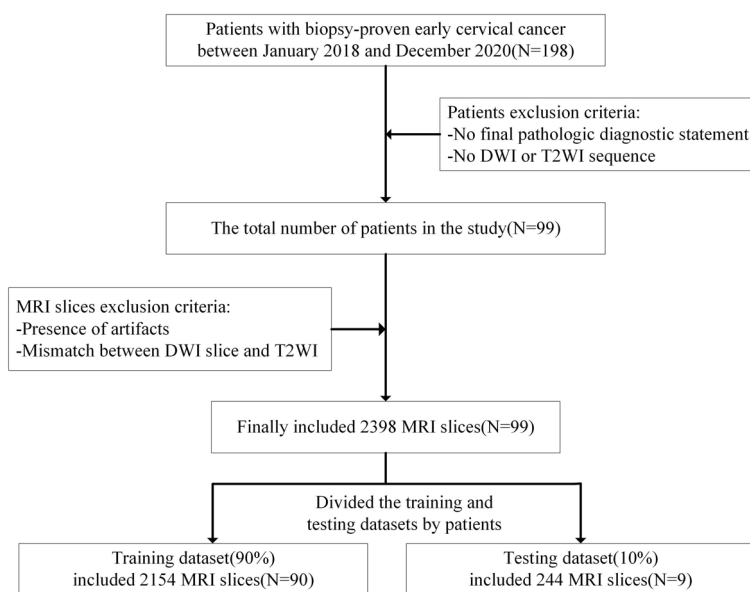 Patients with biopsy-proven early cervical cancer
between January 2018 and December 2020(N=198)
Patients exclusion criteria:
-No final pathologic diagnostic statement
-No DWI or T2WI sequence
The total number of patients in the study(N=99)
MRI slices exclusion criteria:
-Presence of artifacts
-Mismatch between DWI slice and T2WI
Finally included 2398 MRI slices(N=99)
Divided the training and
testing datasets by patients
Training dataset(90%)
included 2154 MRI slices(N=90)
Testing dataset(10%)
included 244 MRI slices(N=9)